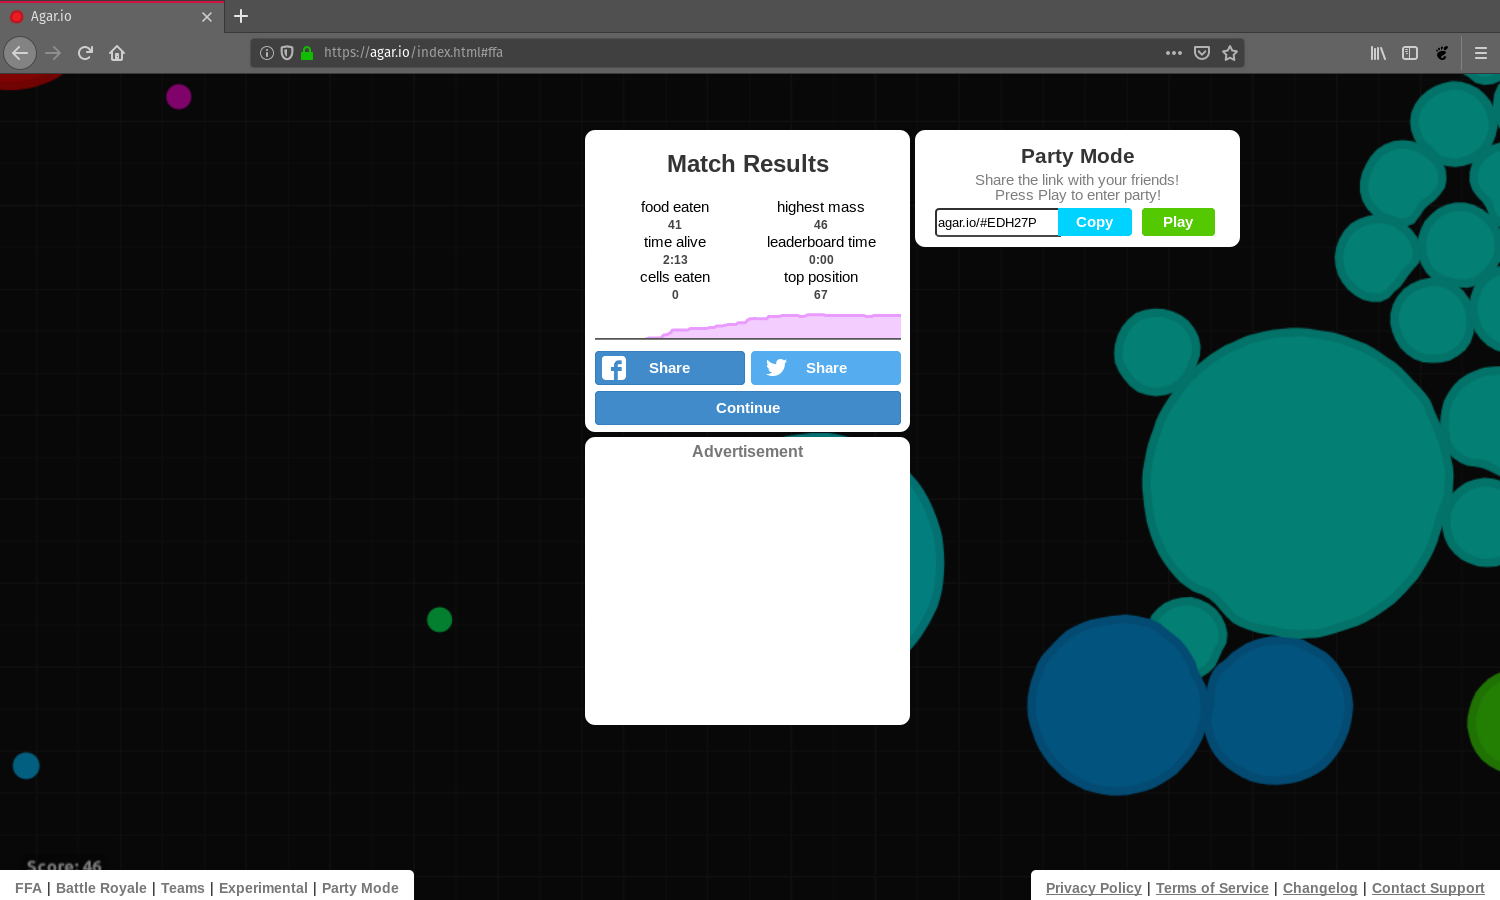 Agar.io
https://agar.io/index.html#ffa
Match Results
food eaten
41
highest mass
46
time alive
2:13
leaderboard time
0:00
cells eaten
0
top position
67
Share
Share
Continue
Advertisement
Party Mode
Share the link with your friends!
Press Play to enter party!
agar.io/#EDH27P
Copy
Play
Score: 46
FFA | Battle Royale | Teams | Experimental | Party Mode
Privacy Policy | Terms of Service | Changelog | Contact Support